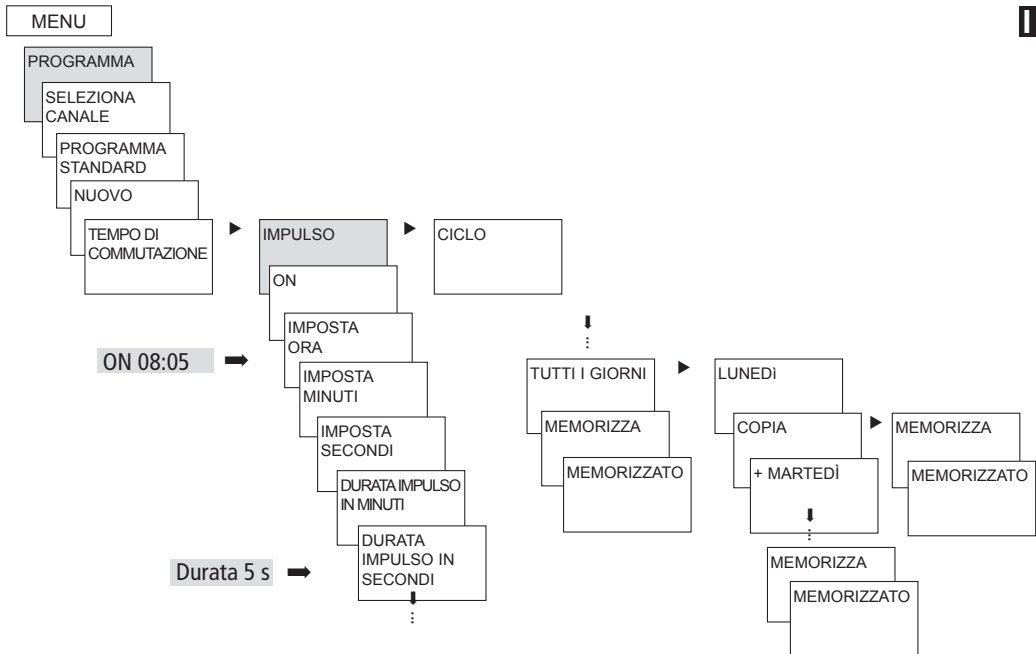 MENU
I
PROGRAMMA
SELEZIONA
CANALE
PROGRAMMA
STANDARD
NUOVO
TEMPO DI
COMMUTAZIONE
IMPULSO
CICLO
ON
IMPOSTA
ORA
ON 08:05
IMPOSTA
MINUTI
IMPOSTA
SECONDI
DURATA IMPULSO
IN MINUTI
Durata 5 s
DURATA
IMPULSO IN
SECONDI
TUTTI I GIORNI
MEMORIZZA
MEMORIZZATO
LUNEDì
COPIA
+ MARTEDÌ
MEMORIZZA
MEMORIZZATO
MEMORIZZA
MEMORIZZATO